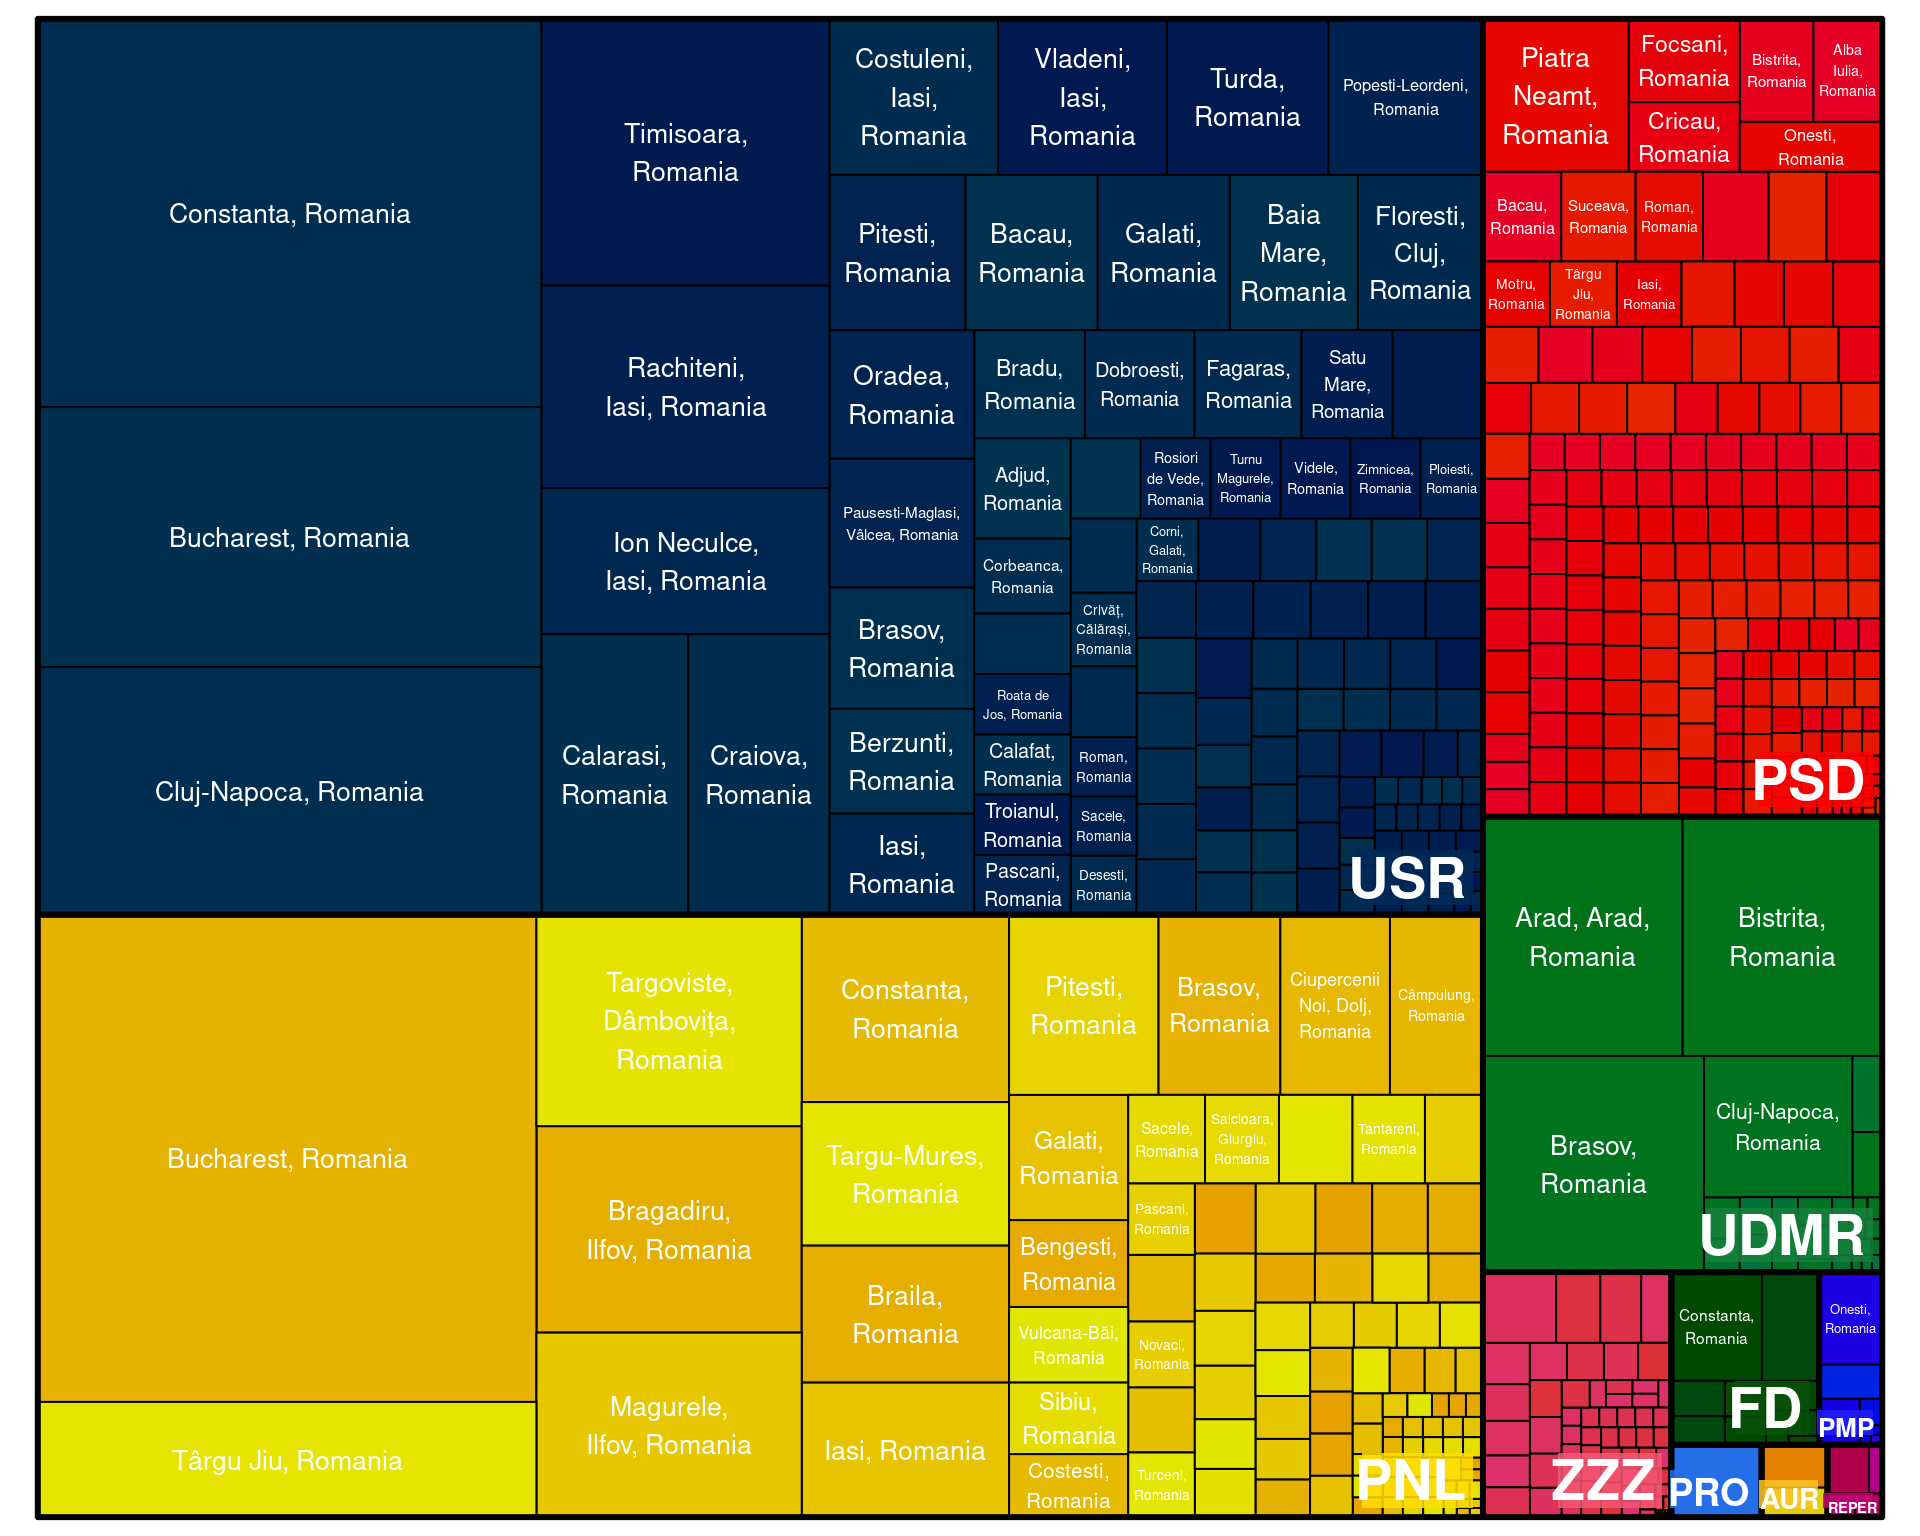 Constanta, Romania
Bucharest, Romania
Cluj-Napoca, Romania
Timisoara,
Romania
Rachiteni,
Iasi, Romania
Ion Neculce,
Iasi, Romania
Calarasi,
Romania
Craiova,
Romania
Costuleni,
Iasi,
Romania
Vladeni,
Iasi,
Romania
Turda,
Romania
Popesti-Leordeni,
Romania
Pitesti,
Romania
Bacau,
Romania
Galati,
Romania
Baia
Mare,
Romania
Floresti,
Cluj,
Romania
Oradea,
Romania
Pausesti-Maglasi,
Vâlcea, Romania
Brasov,
Romania
Berzunti,
Romania
Iasi,
Romania
Bradu,
Romania
Dobroesti,
Romania
Fagaras,
Romania
Satu
Mare,
Romania
Adjud,
Romania
Corbeanca,
Romania
Roata de
Jos, Romania
Calafat,
Romania
Troianul,
Romania
Pascani,
Romania
Rosiori
de Vede,
Romania
Turnu
Magurele,
Romania
Videle,
Romania
Zimnicea,
Romania
Ploiesti,
Romania
Corni,
Galati,
Romania
Crivăț,
Călărași,
Romania
Roman,
Romania
Sacele,
Romania
Desesti,
Romania
USR
Piatra
Neamt,
Romania
Focsani,
Romania
Cricau,
Romania
Bistrita,
Romania
Alba
Iulia,
Romania
Onesti,
Romania
Bacau,
Romania
Suceava,
Romania
Roman,
Romania
Motru,
Romania
Târgu
Jiu,
Romania
Iasi,
Romania
PSD
Bucharest, Romania
Târgu Jiu, Romania
Targoviste,
Dâmbovița,
Romania
Bragadiru,
Ilfov, Romania
Magurele,
Ilfov, Romania
Constanta,
Romania
Targu-Mures,
Romania
Braila,
Romania
Iasi, Romania
Pitesti,
Romania
Brasov,
Romania
Ciupercenii
Noi, Dolj,
Romania
Câmpulung,
Romania
Galati,
Romania
Bengesti,
Romania
Vulcana-Băi,
Romania
Sibiu,
Romania
Costesti,
Romania
Sacele,
Romania
Salcioara,
Giurgiu,
Romania
Tantareni,
Romania
Pascani,
Romania
Novaci,
Romania
Turceni,
Romania
PNL
Arad, Arad,
Romania
Bistrita,
Romania
Brasov,
Romania
Cluj-Napoca,
Romania
UDMR
ZZZ
Constanta,
Romania
FD
Onesti,
Romania
PMP
PRO
AUR
REPER